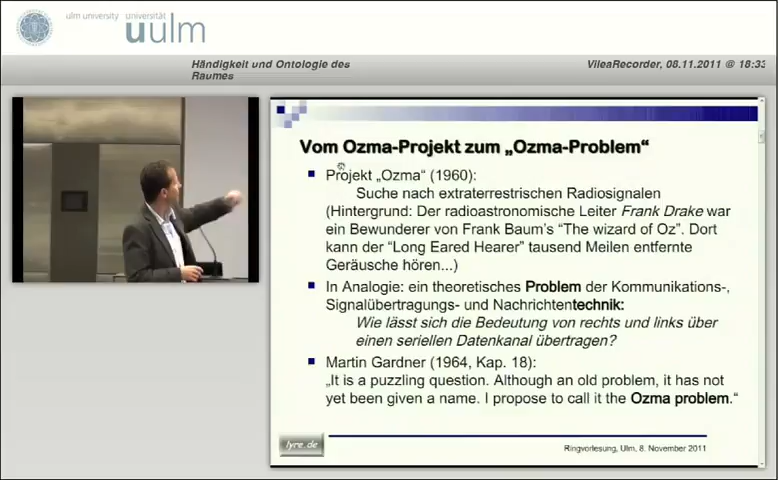 ulm university universität
uulm
Händigkeit und Ontologie des
Raumes
VileaRecorder, 08.11.2011 @ 18:33
Vom Ozma-Projekt zum „Ozma-Problem“
Projekt „Ozma“ (1960):
Suche nach extraterrestrischen Radiosignalen
(Hintergrund: Der radioastronomische Leiter Frank Drake war
ein Bewunderer von Frank Baum's “The wizard of Oz”. Dort
kann der “Long Eared Hearer” tausend Meilen entfernte
Geräusche hören...)
In Analogie: ein theoretisches Problem der Kommunikations-,
Signalübertragungs- und Nachrichtentechnik:
Wie lässt sich die Bedeutung von rechts und links über
einen seriellen Datenkanal übertragen?
Martin Gardner (1964, Kap. 18):
„It is a puzzling question. Although an old problem, it has not
yet been given a name. I propose to call it the Ozma problem.“
lyre.de
Ringvorlesung, Ulm, 8. November 2011